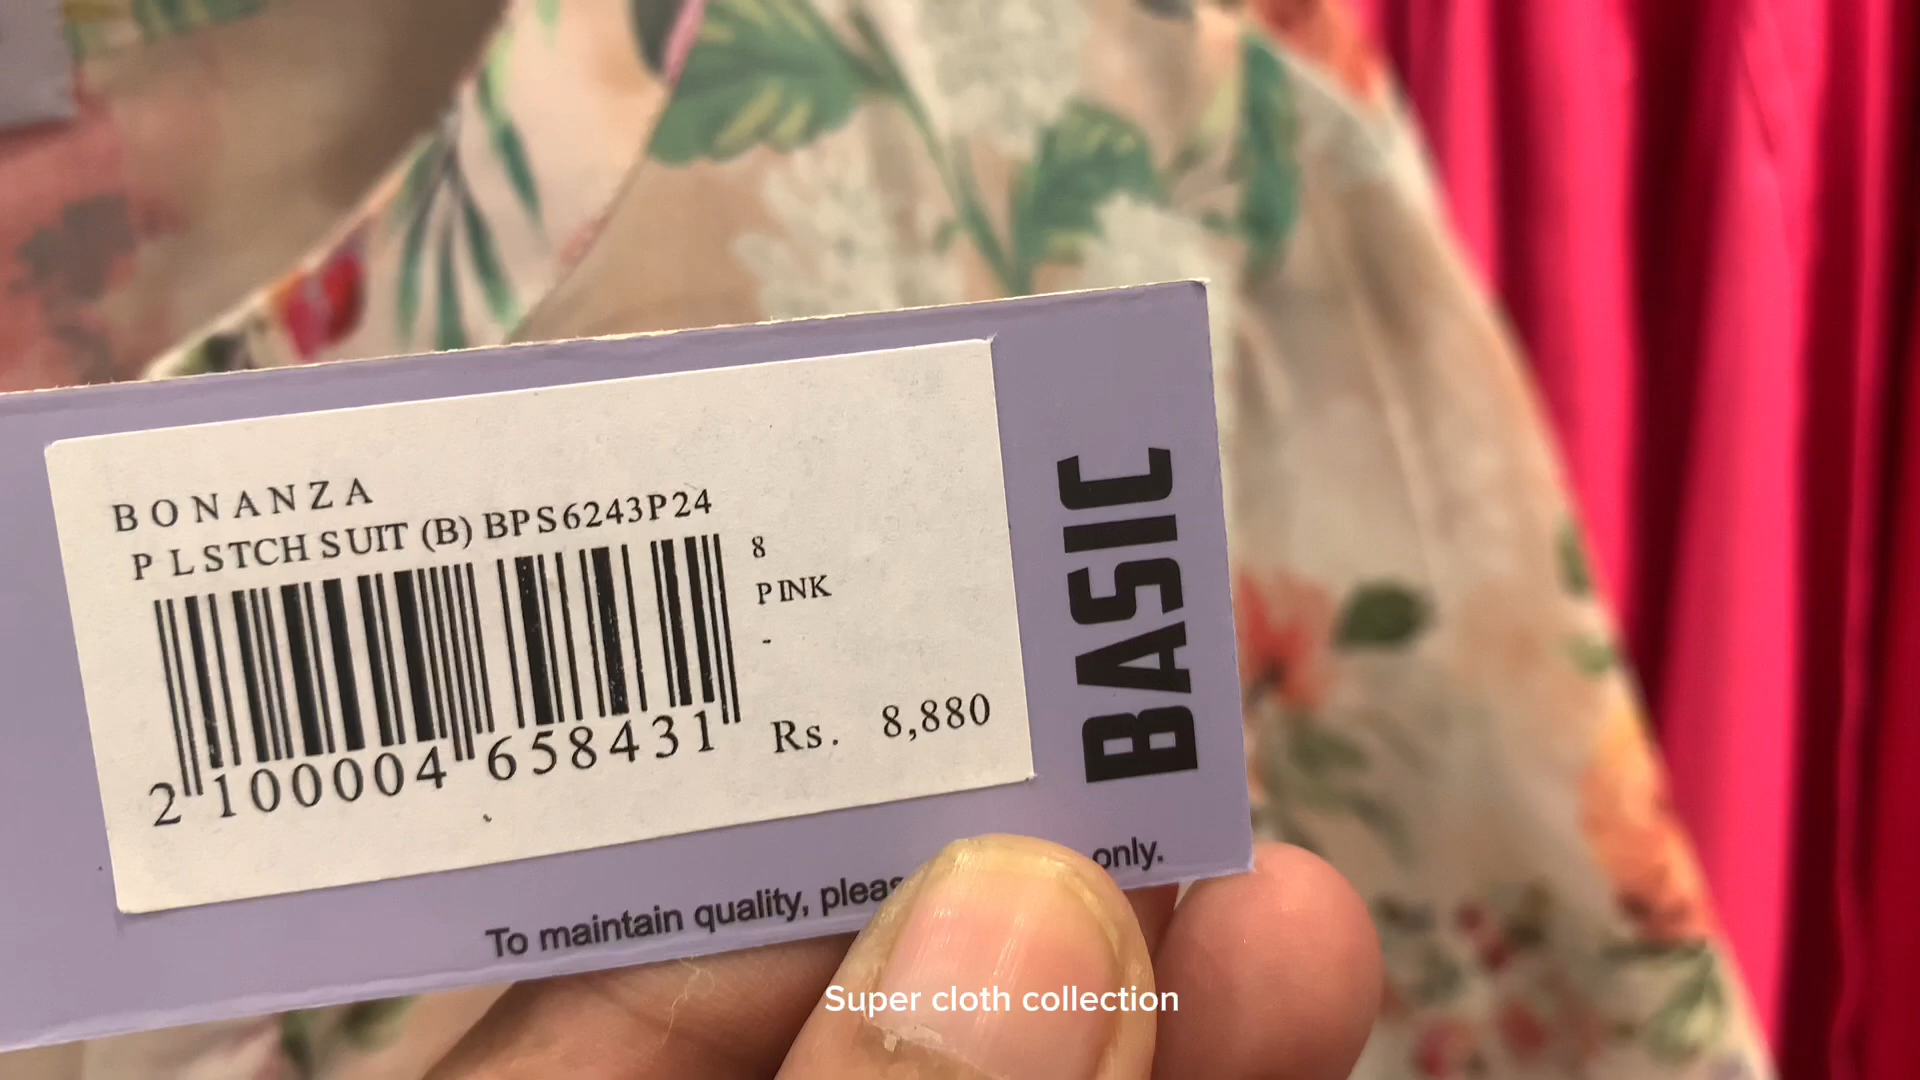 BONANZA
P L STCH SUIT (B) BPS6243P24
8
PINK
-
2 100004 658431
Rs. 8,880
BASIC
To maintain quality, only.
Super cloth collection